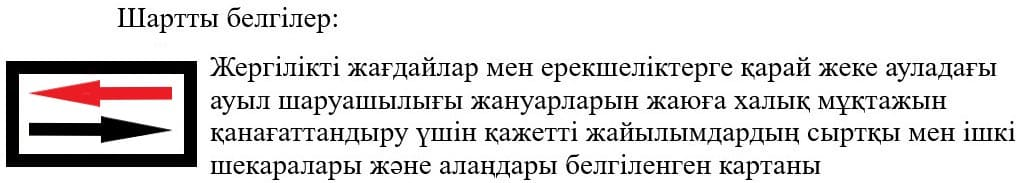 Шартты белгілер:
Жергілікті жағдайлар мен ерекшеліктерге қарай жеке ауладағы
ауыл шаруашылығы жануарларын жаюға халық мұқтажын
қанағаттандыру үшін қажетті жайылымдардың сыртқы мен ішкі
шекаралары және алаңдары белгіленген картаны